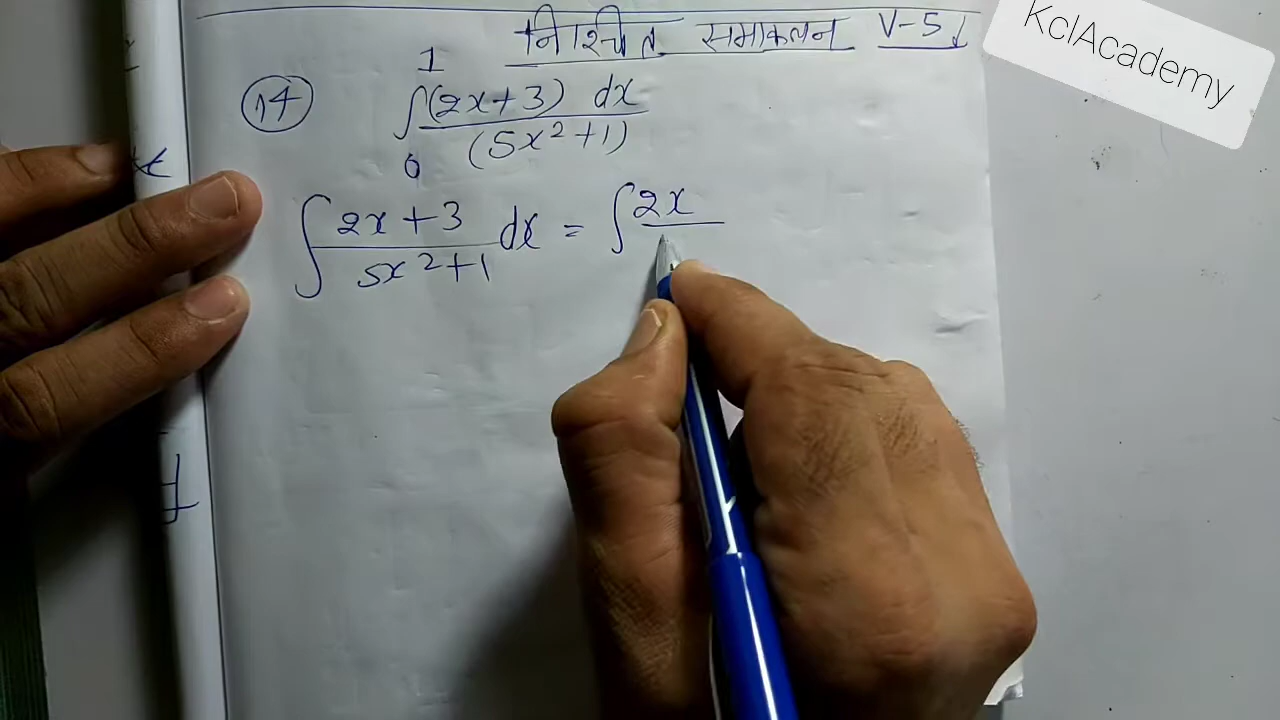 निश्चित समाकलन V-5↓
KclAcademy
(14) ∫₀¹ (2x+3) dx / (5x²+1)
∫ 2x+3 / 5x²+1 dx = ∫ 2x